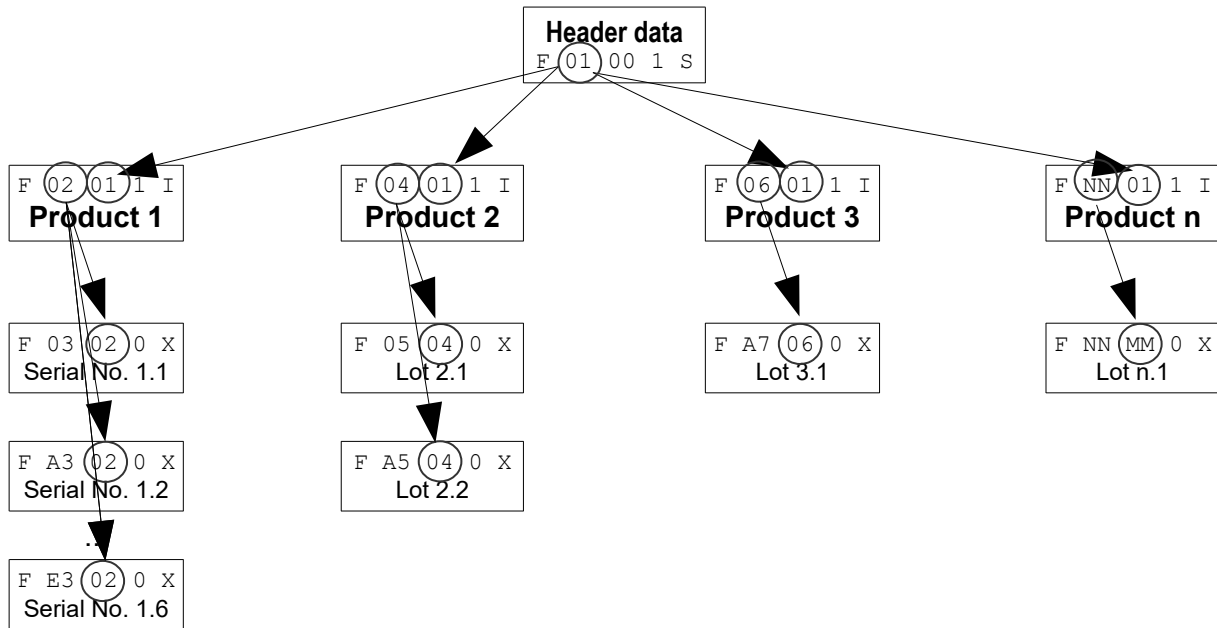 Header data
F 01 00 1 S
F 02 01 1 I
Product 1
F 04 01 1 I
Product 2
F 06 01 1 I
Product 3
F NN 01 1 I
Product n
F 03 02 0 X
Serial No. 1.1
F 05 04 0 X
Lot 2.1
F A7 06 0 X
Lot 3.1
F NN MM 0 X
Lot n.1
F A3 02 0 X
Serial No. 1.2
F A5 04 0 X
Lot 2.2
...
F E3 02 0 X
Serial No. 1.6